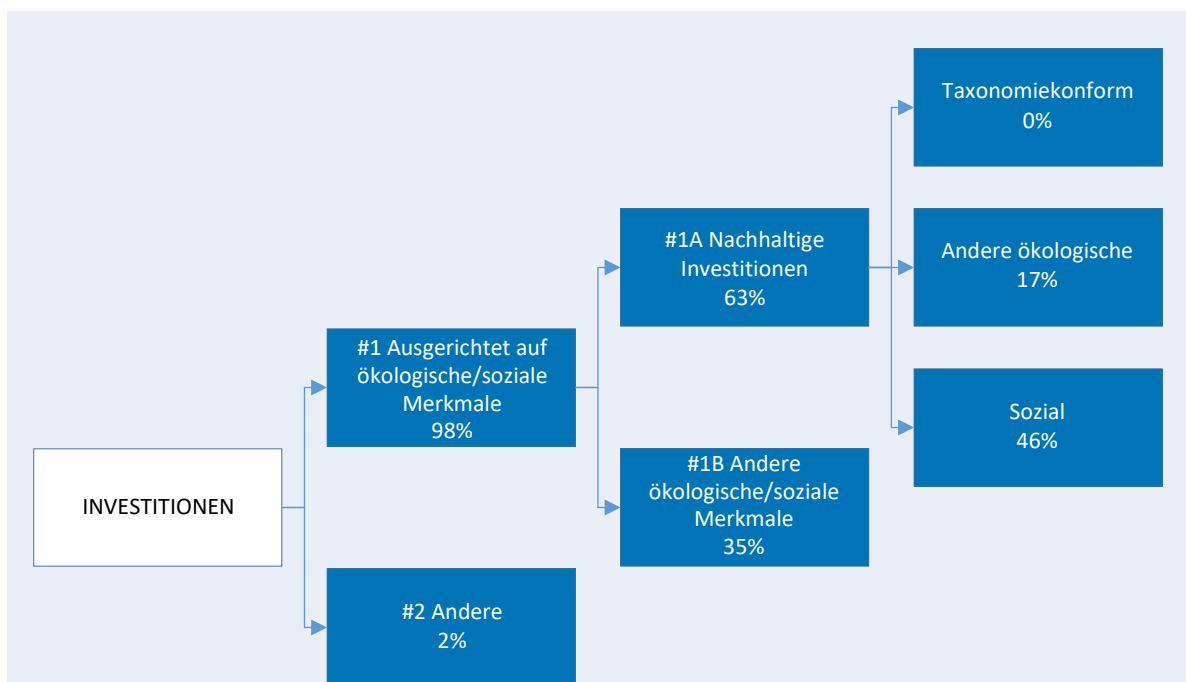 INVESTITIONEN
#1 Ausgerichtet auf
ökologische/soziale
Merkmale
98%
#2 Andere
2%
#1A Nachhaltige
Investitionen
63%
#1B Andere
ökologische/soziale
Merkmale
35%
Taxonomiekonform
0%
Andere ökologische
17%
Sozial
46%